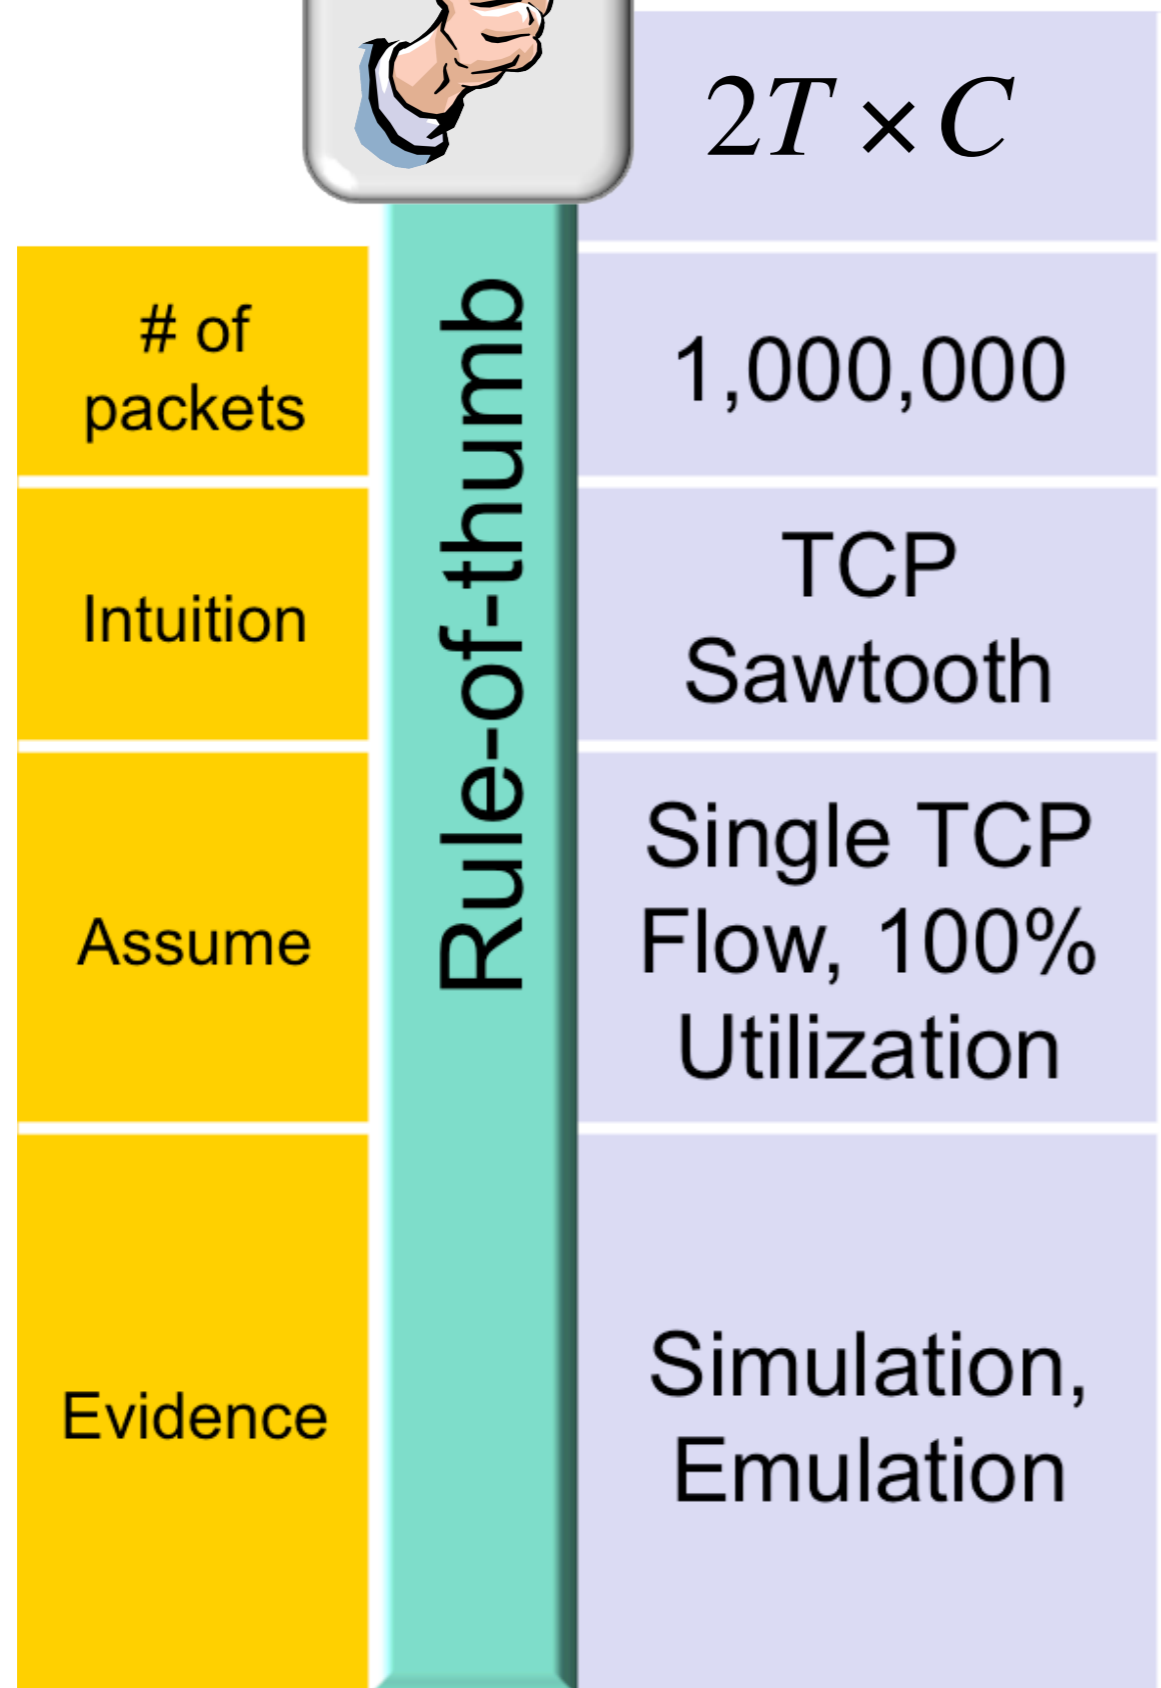 2T × C
Rule-of-thumb
# of
packets
1,000,000
Intuition
TCP
Sawtooth
Assume
Single TCP
Flow, 100%
Utilization
Evidence
Simulation,
Emulation